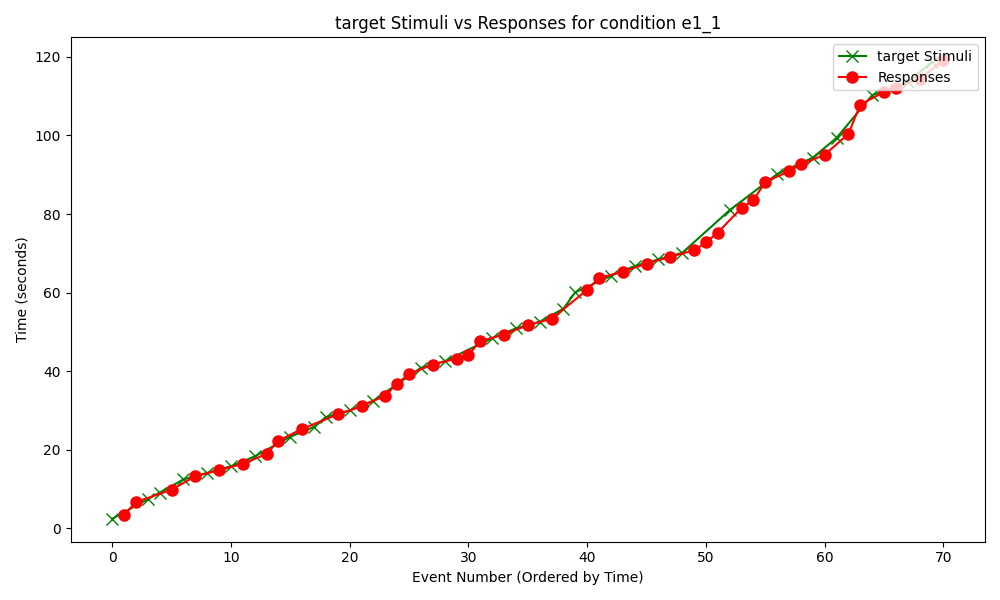 target Stimuli vs Responses for condition e1_1
target Stimuli
Responses
Time (seconds)
120
100
80
60
40
20
0
0 10 20 30 40 50 60 70
Event Number (Ordered by Time)